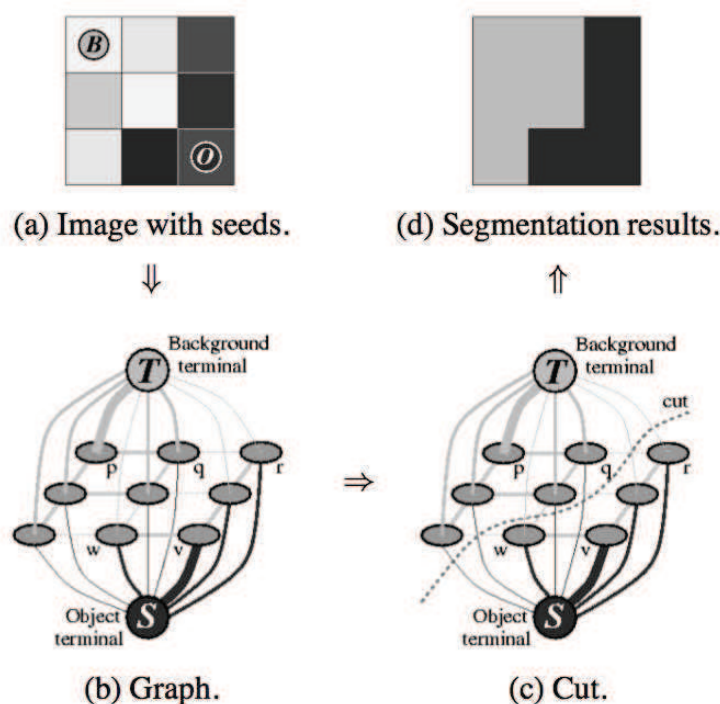 B
O
(a) Image with seeds.
(d) Segmentation results.
⇓
⇑
Background
terminal
T
p
q
r
w
v
Object
terminal
S
(b) Graph.
⇒
Background
terminal
T
cut
p
q
r
w
v
Object
terminal
S
(c) Cut.